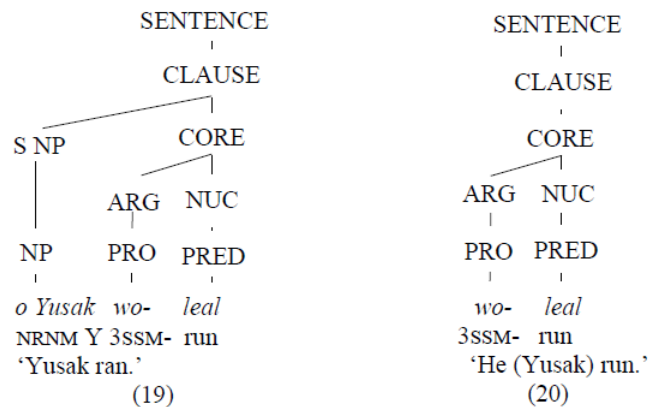 SENTENCE
CLAUSE
S NP CORE
ARG NUC
NP PRO PRED
o Yusak wo- leal
NRNM Y 3SSM- run
‘Yusak ran.’
(19)
SENTENCE
CLAUSE
CORE
ARG NUC
PRO PRED
wo- leal
3SSM- run
‘He (Yusak) run.’
(20)